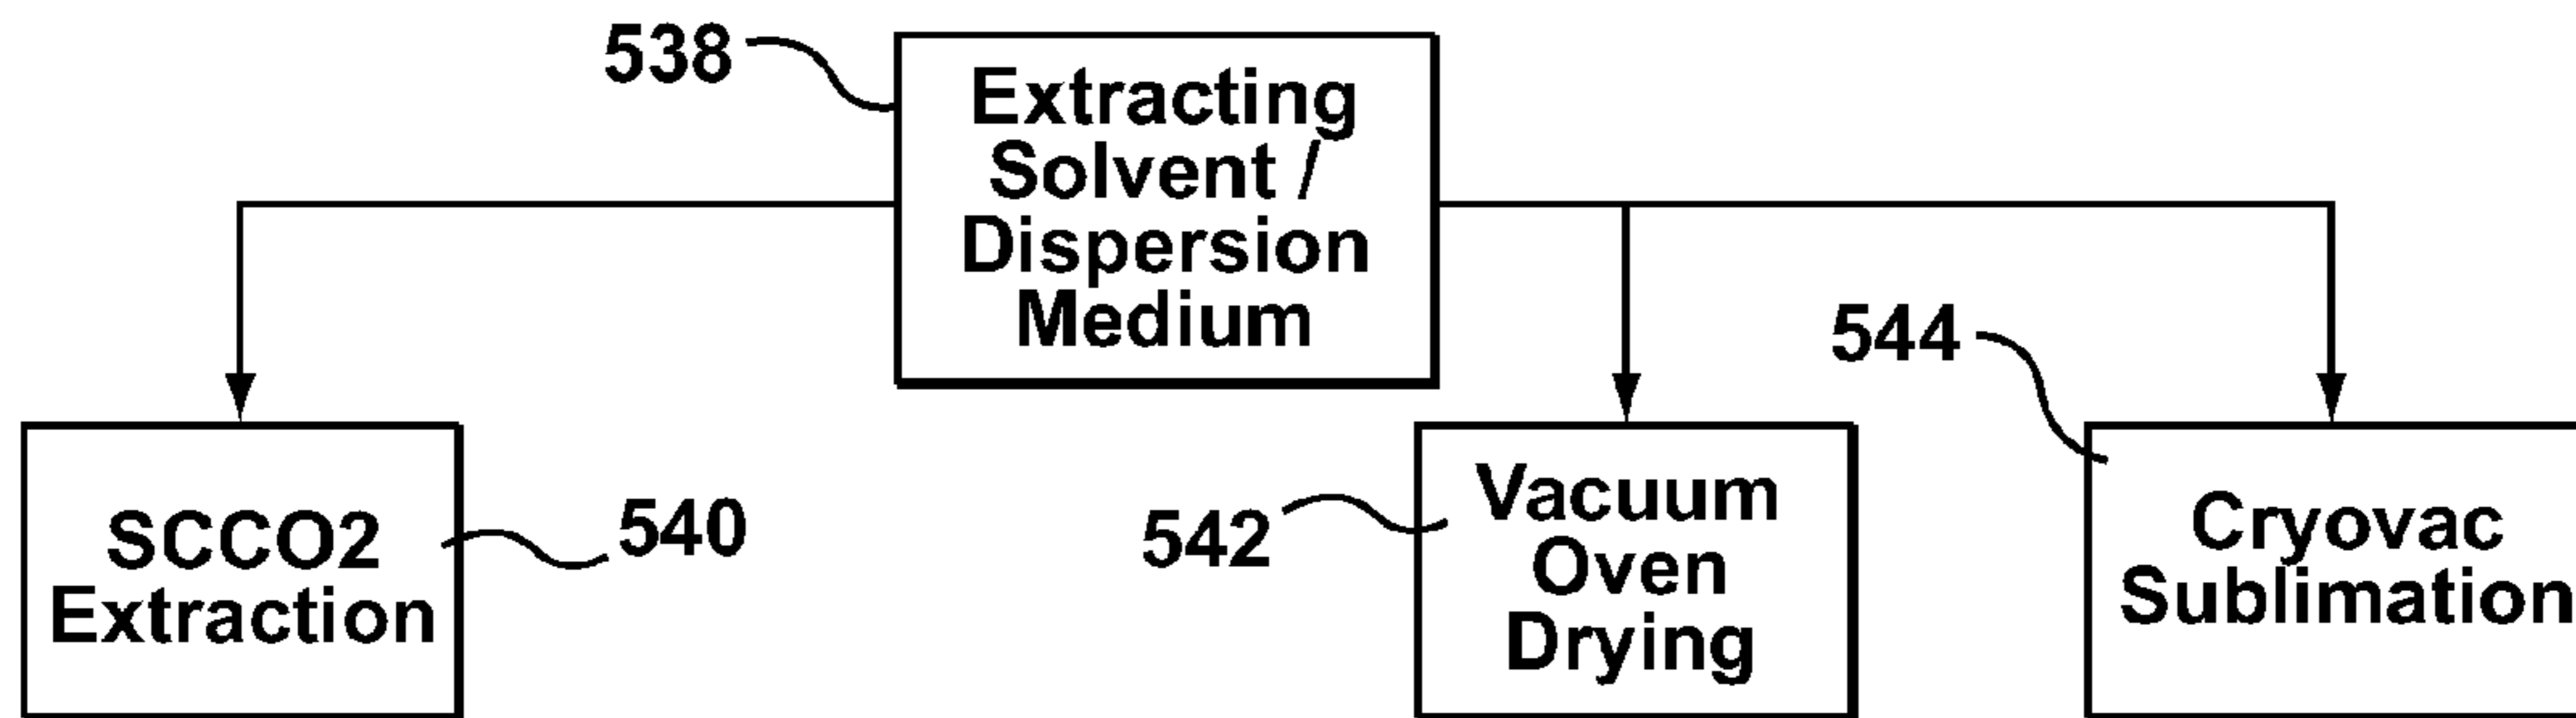 538
Extracting
Solvent /
Dispersion
Medium
SCCO2
Extraction
540
542
Vacuum
Oven
Drying
544
Cryovac
Sublimation